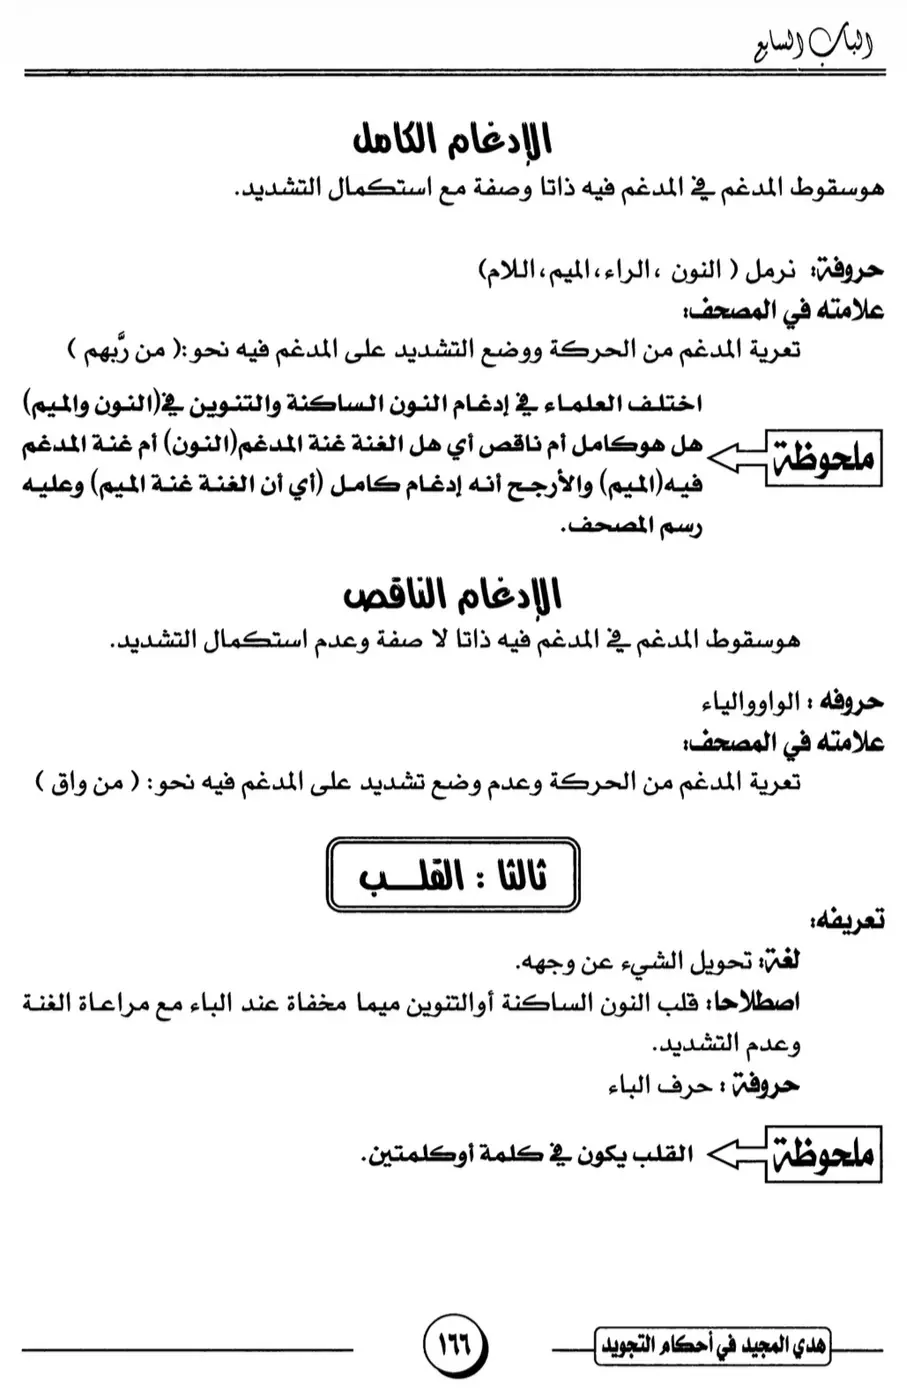 الباب السابع
الإدغام الكامل
هوسقوط المدغم في المدغم فيه ذاتا وصفة مع استكمال التشديد.
حروفة: نرمل ( النون ،الراء،الميم،اللام)
علامته في المصحف:
تعرية المدغم من الحركة ووضع التشديد على المدغم فيه نحو:( من رَّبهم )
اختلف العلماء في إدغام النون الساكنة والتنوين في(النون والميم)
ملحوظة هل هوكامل أم ناقص أي هل الغنة غنة المدغم(النون) أم غنة المدغم
فيه(الميم) والأرجح أنه إدغام كامل (أي أن الغنة غنة الميم) وعليه
رسم المصحف.
الإدغام الناقص
هوسقوط المدغم في المدغم فيه ذاتا لا صفة وعدم استكمال التشديد.
حروفه : الواووالياء
علامته في المصحف:
تعرية المدغم من الحركة وعدم وضع تشديد على المدغم فيه نحو: ( من واق )
ثالثا : القلـــب
تعريفه:
لغة: تحويل الشيء عن وجهه.
اصطلاحا: قلب النون الساكنة أوالتنوين ميما مخفاة عند الباء مع مراعاة الغنة
وعدم التشديد.
حروفة : حرف الباء
ملحوظة القلب يكون في كلمة أوكلمتين.
هدي المجيد في أحكام التجويد
١٦٦